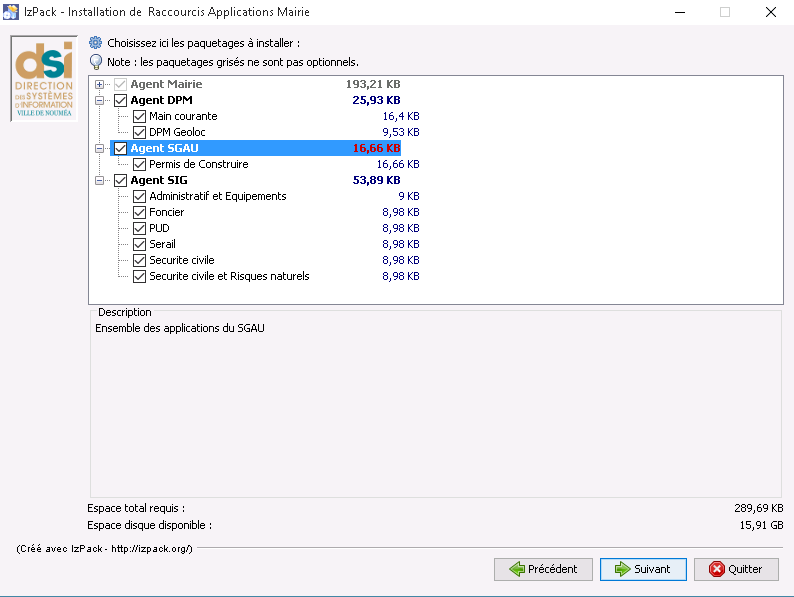 IzPack - Installation de Raccourcis Applications Mairie
dsi
DIRECTION
DES SYSTÈMES
D'INFORMATION
VILLE DE NOUMÉA
Choisissez ici les paquetages à installer :
Note : les paquetages grisés ne sont pas optionnels.
Agent Mairie 193,21 KB
Agent DPM 25,93 KB
Main courante 16,4 KB
DPM Geoloc 9,53 KB
Agent SGAU 16,66 KB
Permis de Construire 16,66 KB
Agent SIG 53,89 KB
Administratif et Equipements 9 KB
Foncier 8,98 KB
PUD 8,98 KB
Serail 8,98 KB
Securite civile 8,98 KB
Securite civile et Risques naturels 8,98 KB
Description
Ensemble des applications du SGAU
Espace total requis : 289,69 KB
Espace disque disponible : 15,91 GB
(Créé avec IzPack - http://izpack.org/)
Précédent Suivant Quitter